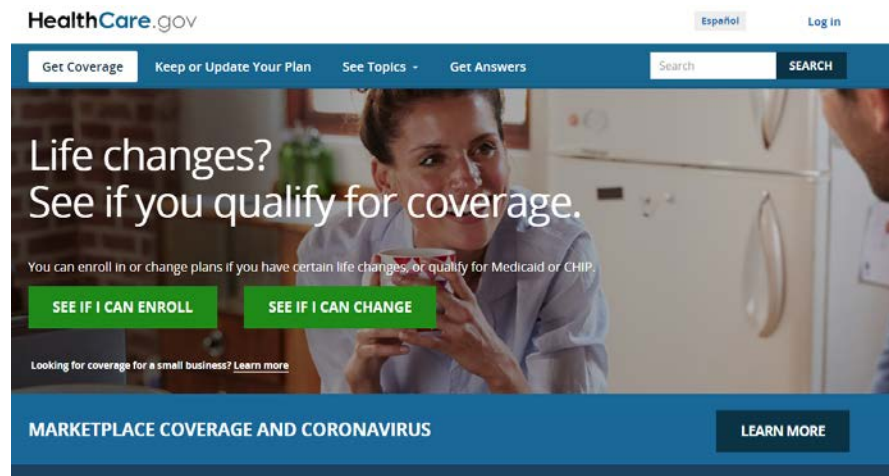 HealthCare.gov
Español
Log in
Get Coverage
Keep or Update Your Plan
See Topics
Get Answers
Search
SEARCH
Life changes?
See if you qualify for coverage.
You can enroll in or change plans if you have certain life changes, or qualify for Medicaid or CHIP.
SEE IF I CAN ENROLL
SEE IF I CAN CHANGE
Looking for coverage for a small business? Learn more
MARKETPLACE COVERAGE AND CORONAVIRUS
LEARN MORE